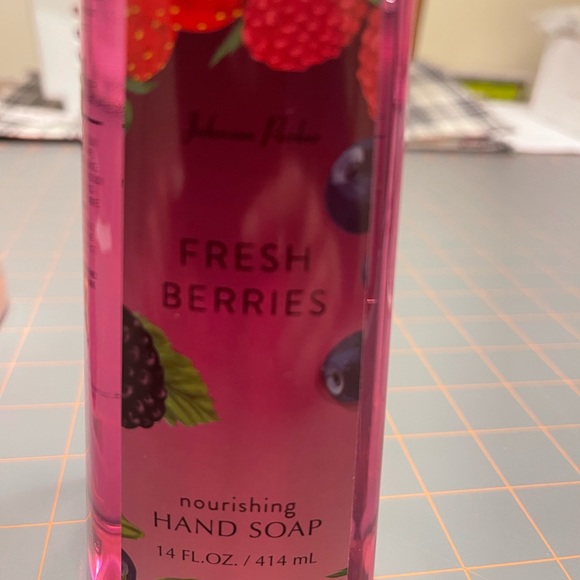 FRESH
BERRIES
nourishing
HAND SOAP
14 FL.OZ. / 414 mL